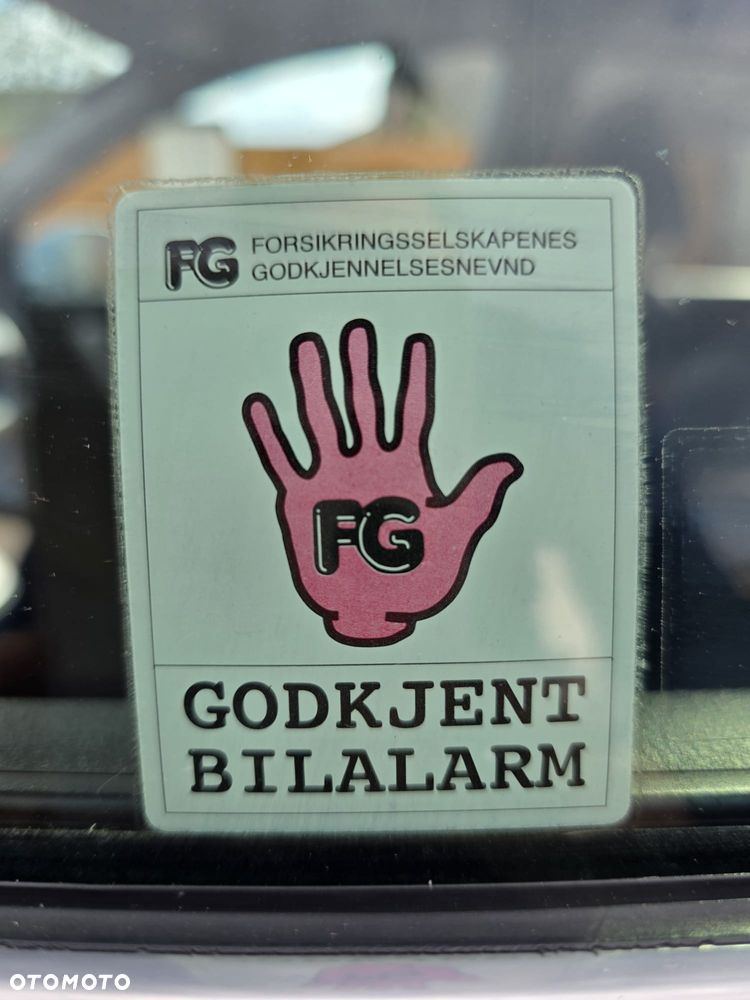 FG FORSIKRINGSSELSKAPENES
GODKJENNELSESNEVND
FG
GODKJENT
BILALARM
OTOMOTO